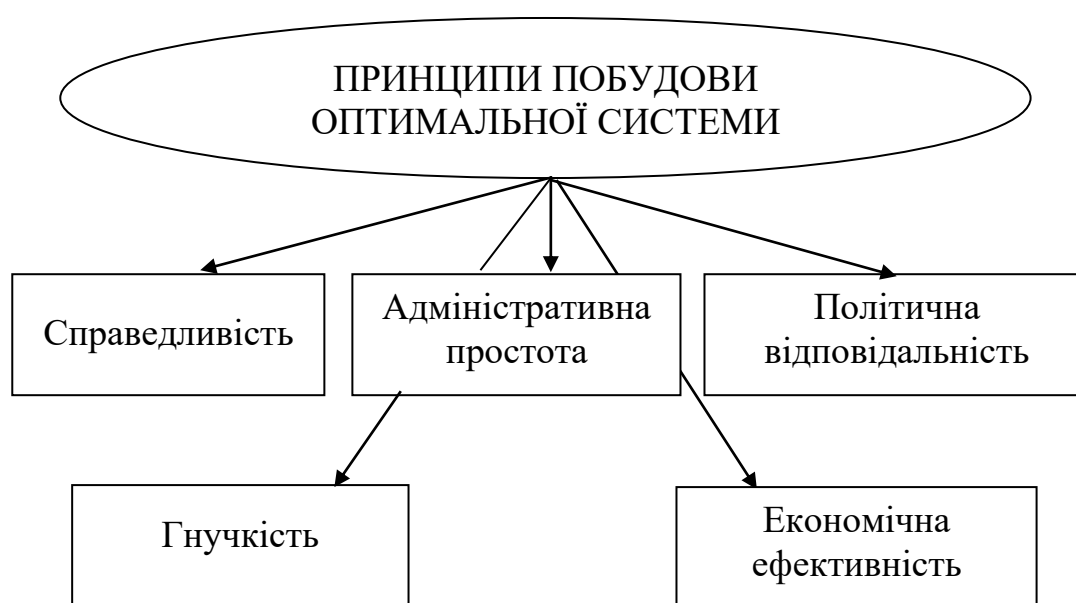 ПРИНЦИПИ ПОБУДОВИ
ОПТИМАЛЬНОЇ СИСТЕМИ
Справедливість
Адміністративна
простота
Політична
відповідальність
Гнучкість
Економічна
ефективність